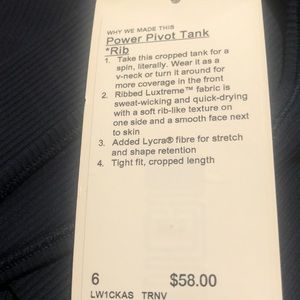 WHY WE MADE THIS
Power Pivot Tank
*Rib
1. Take this cropped tank for a
spin, literally. Wear it as a
v-neck or turn it around for
more coverage in the front
2. Ribbed Luxtreme™ fabric is
sweat-wicking and quick-drying
with a soft rib-like texture on
one side and a smooth face next
to skin
3. Added Lycra® fibre for stretch
and shape retention
4. Tight fit, cropped length
6 $58.00
LW1CKAS TRNV